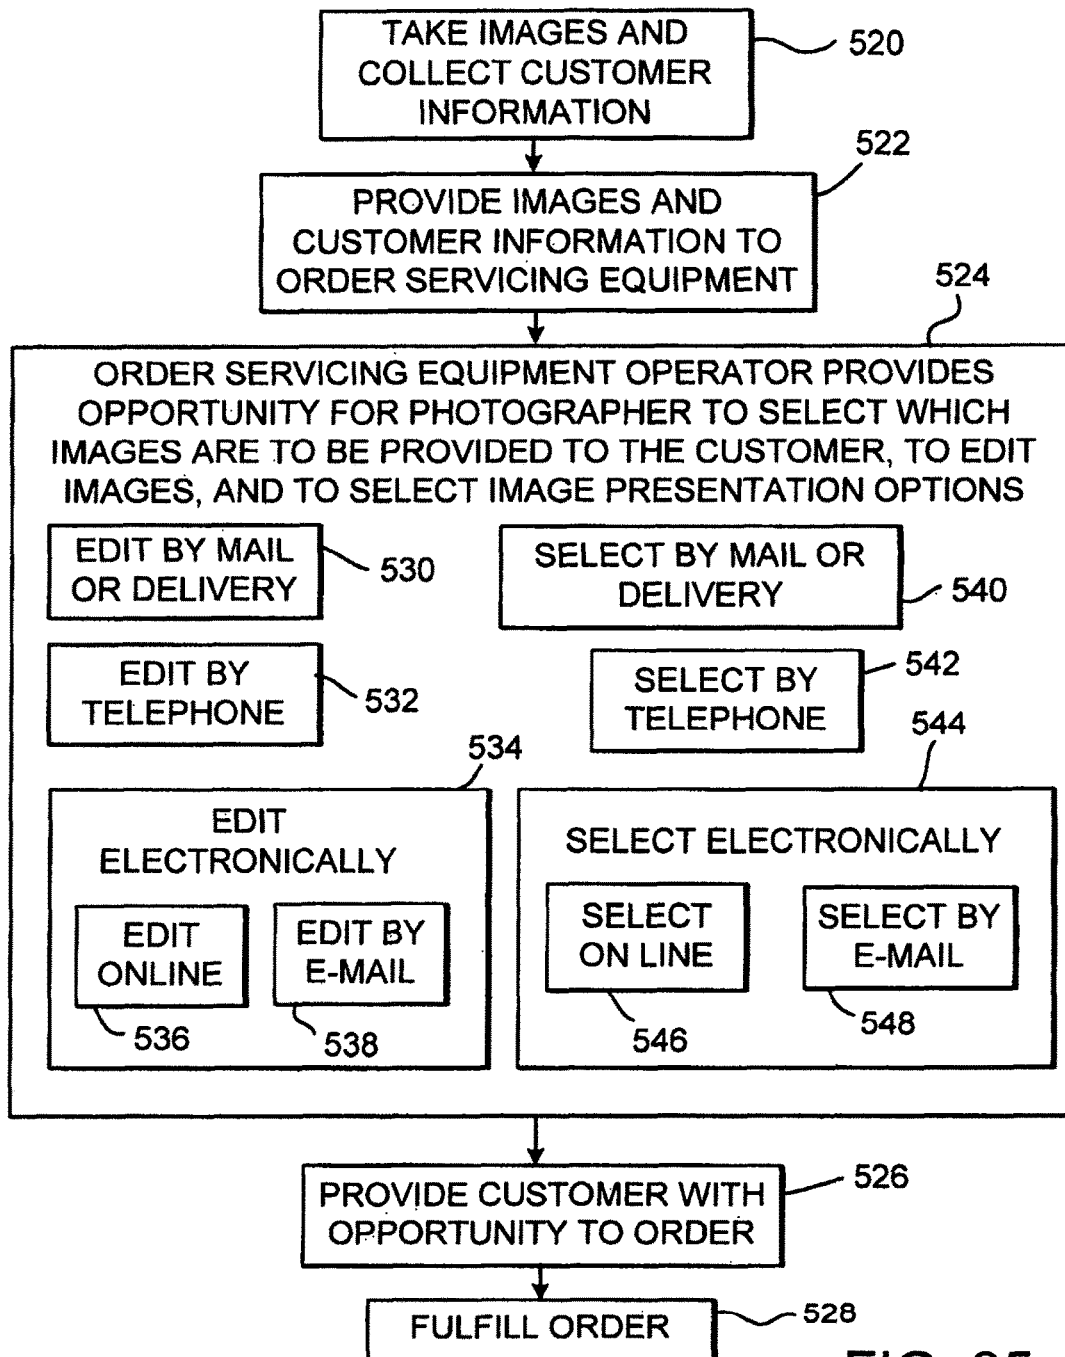 TAKE IMAGES AND
COLLECT CUSTOMER
INFORMATION
520
522
PROVIDE IMAGES AND
CUSTOMER INFORMATION TO
ORDER SERVICING EQUIPMENT
524
ORDER SERVICING EQUIPMENT OPERATOR PROVIDES
OPPORTUNITY FOR PHOTOGRAPHER TO SELECT WHICH
IMAGES ARE TO BE PROVIDED TO THE CUSTOMER, TO EDIT
IMAGES, AND TO SELECT IMAGE PRESENTATION OPTIONS
EDIT BY MAIL
OR DELIVERY
530
SELECT BY MAIL OR
DELIVERY
540
EDIT BY
TELEPHONE
532
SELECT BY
TELEPHONE
542
534
EDIT
ELECTRONICALLY
EDIT
ONLINE
536
EDIT BY
E-MAIL
538
544
SELECT ELECTRONICALLY
SELECT
ON LINE
546
SELECT BY
E-MAIL
548
PROVIDE CUSTOMER WITH
OPPORTUNITY TO ORDER
526
FULFILL ORDER
528